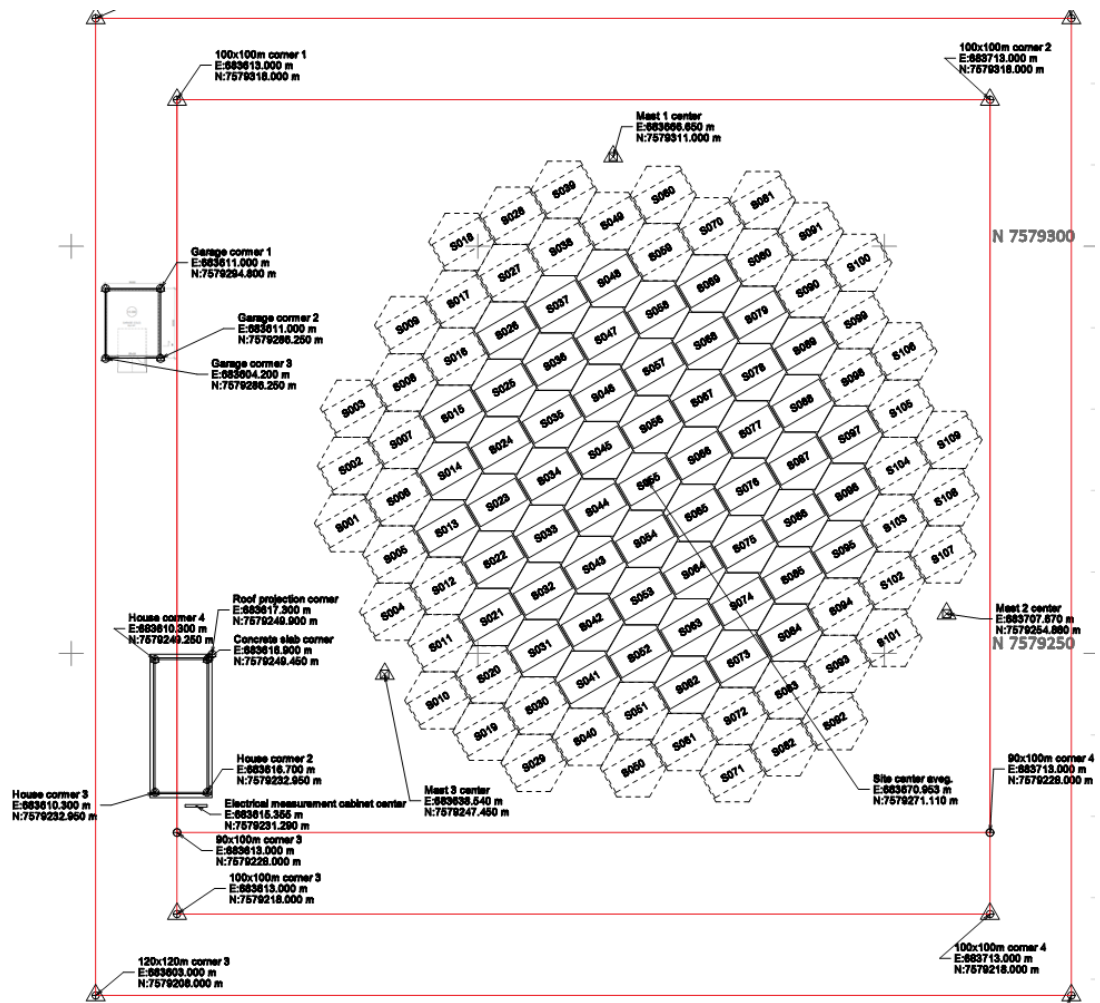 100x100m corner 1
E:683613.000 m
N:7579318.000 m
100x100m corner 2
E:683713.000 m
N:7579318.000 m
Mast 1 center
E:683666.650 m
N:7579311.000 m
N 7579300
Garage corner 1
E:683611.000 m
N:7579294.800 m
Garage corner 2
E:683611.000 m
N:7579286.250 m
Garage corner 3
E:683604.200 m
N:7579286.250 m
S001
S002
S003
S004
S005
S006
S007
S008
S009
S010
S011
S012
S013
S014
S015
S016
S017
S018
S019
S020
S021
S022
S023
S024
S025
S026
S027
S028
S029
S030
S031
S032
S033
S034
S035
S036
S037
S038
S039
S040
S041
S042
S043
S044
S045
S046
S047
S048
S049
S050
S051
S052
S053
S054
S055
S056
S057
S058
S059
S060
S061
S062
S063
S064
S065
S066
S067
S068
S069
S070
S071
S072
S073
S074
S075
S076
S077
S078
S079
S080
S081
S082
S083
S084
S085
S086
S087
S088
S089
S090
S091
S092
S093
S094
S095
S096
S097
S098
S099
S100
S101
S102
S103
S104
S105
S106
S107
S108
S109
Roof projection corner
E:683617.300 m
N:7579249.900 m
House corner 4
E:683610.300 m
N:7579249.250 m
Concrete slab corner
E:683616.900 m
N:7579249.450 m
Mast 2 center
E:683707.670 m
N:7579254.860 m
N 7579250
House corner 2
E:683616.700 m
N:7579232.950 m
House corner 3
E:683610.300 m
N:7579232.950 m
Electrical measurement cabinet center
E:683615.355 m
N:7579231.290 m
Mast 3 center
E:683638.540 m
N:7579247.450 m
Site center aveg.
E:683670.953 m
N:7579271.110 m
90x100m corner 4
E:683713.000 m
N:7579228.000 m
90x100m corner 3
E:683613.000 m
N:7579228.000 m
100x100m corner 3
E:683613.000 m
N:7579218.000 m
100x100m corner 4
E:683713.000 m
N:7579218.000 m
120x120m corner 3
E:683603.000 m
N:7579208.000 m